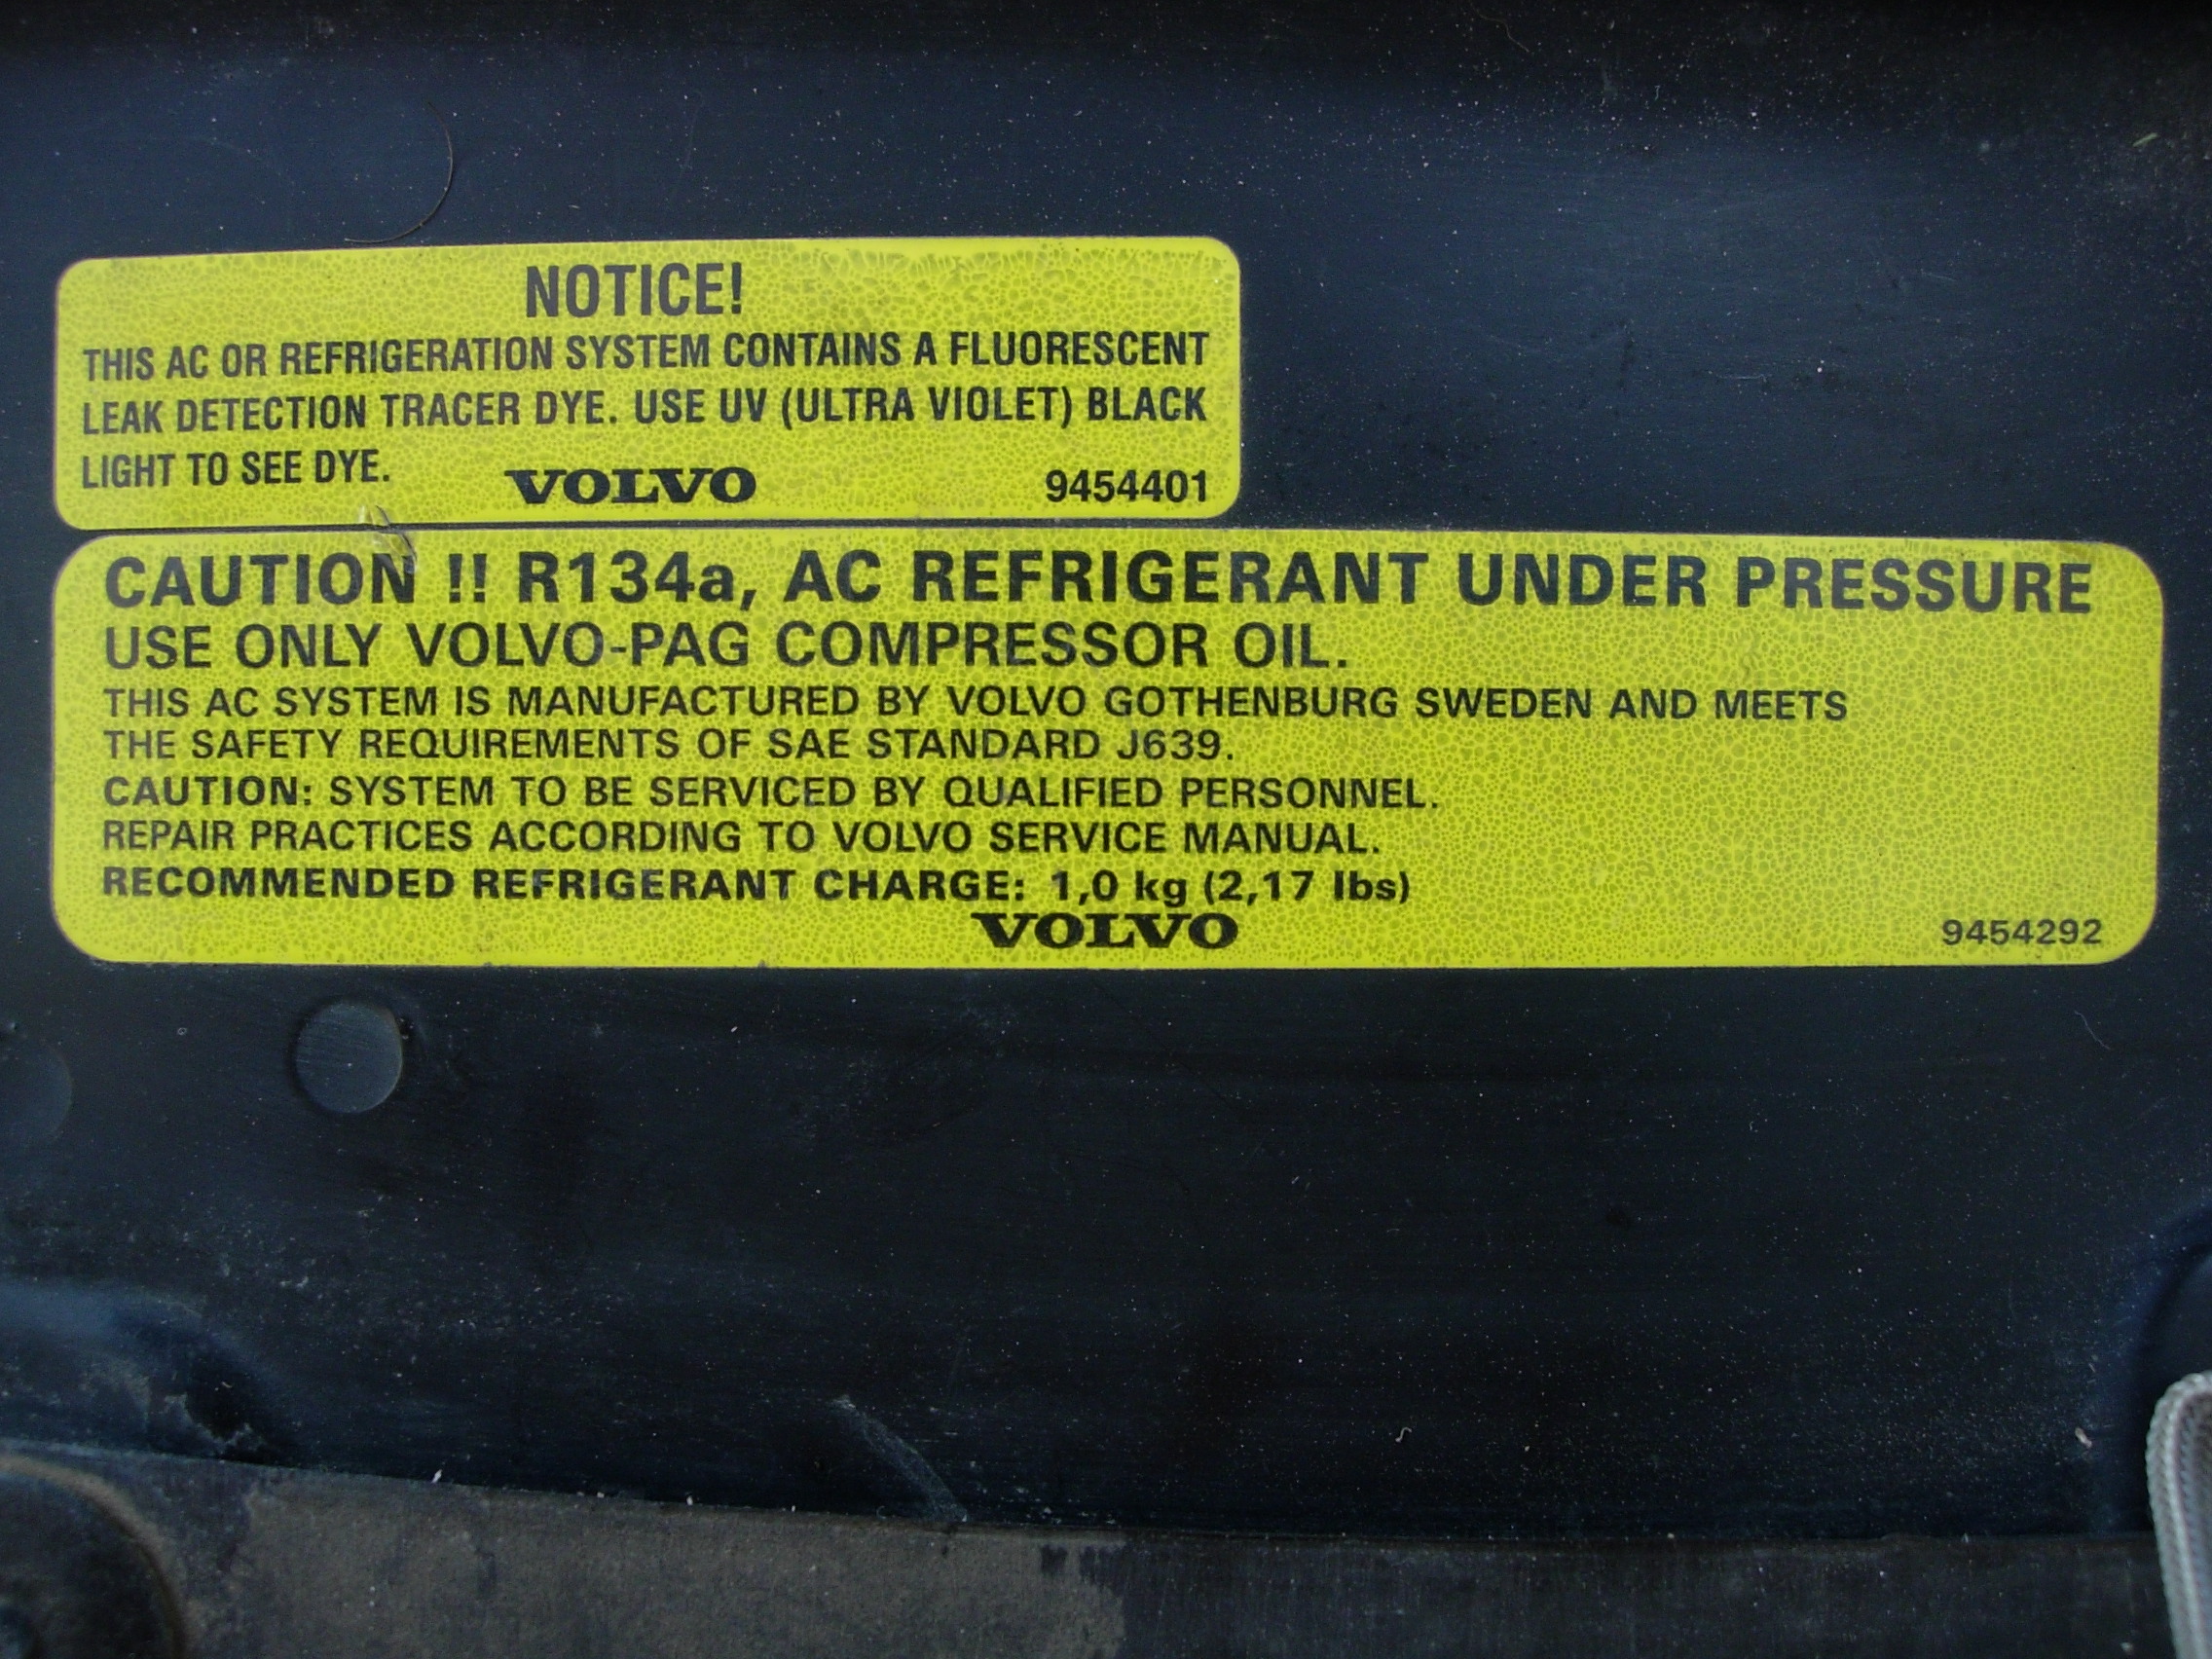 NOTICE!
THIS AC OR REFRIGERATION SYSTEM CONTAINS A FLUORESCENT
LEAK DETECTION TRACER DYE. USE UV (ULTRA VIOLET) BLACK
LIGHT TO SEE DYE.
VOLVO 9454401
CAUTION !! R134a, AC REFRIGERANT UNDER PRESSURE
USE ONLY VOLVO-PAG COMPRESSOR OIL.
THIS AC SYSTEM IS MANUFACTURED BY VOLVO GOTHENBURG SWEDEN AND MEETS
THE SAFETY REQUIREMENTS OF SAE STANDARD J639.
CAUTION: SYSTEM TO BE SERVICED BY QUALIFIED PERSONNEL.
REPAIR PRACTICES ACCORDING TO VOLVO SERVICE MANUAL.
RECOMMENDED REFRIGERANT CHARGE: 1,0 kg (2,17 lbs)
VOLVO 9454292